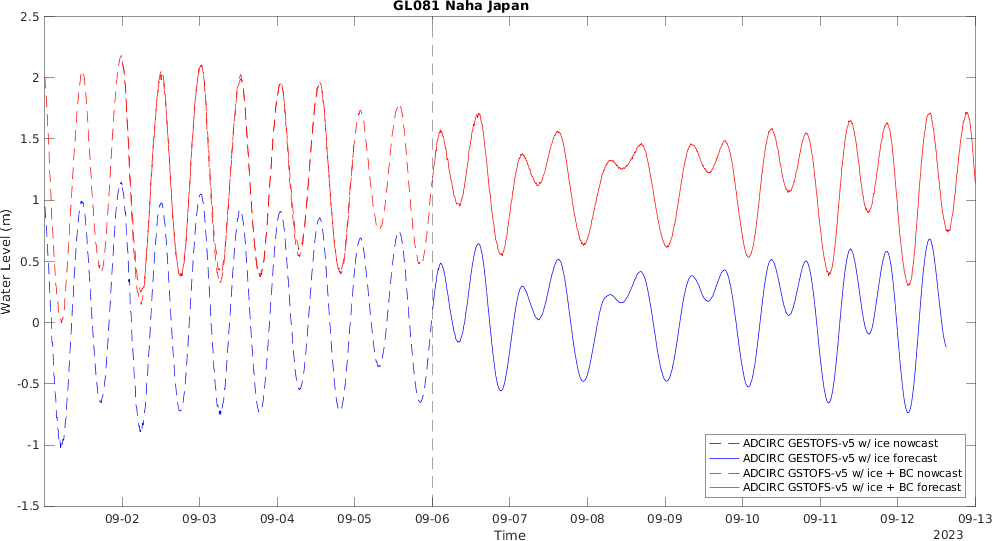 GL081 Naha Japan
2.5
2
1.5
1
0.5
0
-0.5
-1
-1.5
Water Level (m)
09-02 09-03 09-04 09-05 09-06 09-07 09-08 09-09 09-10 09-11 09-12 09-13
Time
2023
ADCIRC GESTOFS-v5 w/ ice nowcast
ADCIRC GESTOFS-v5 w/ ice forecast
ADCIRC GSTOFS-v5 w/ ice + BC nowcast
ADCIRC GSTOFS-v5 w/ ice + BC forecast